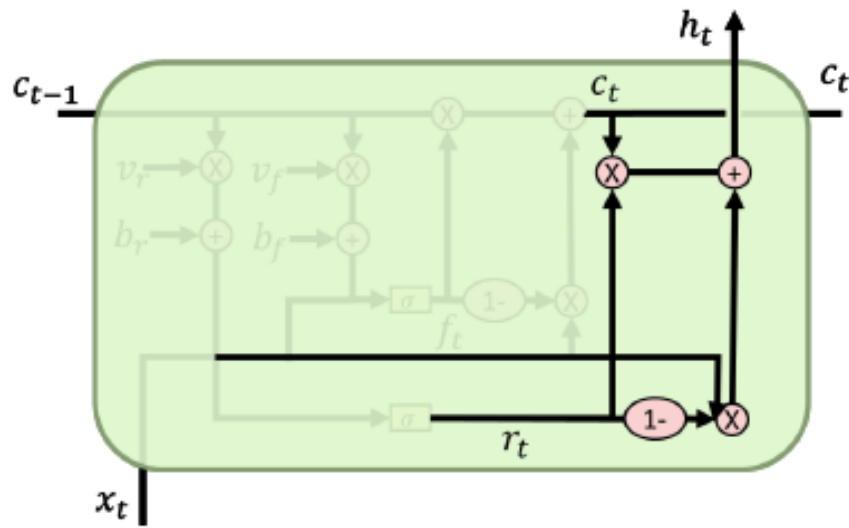 h_t
c_{t-1} c_t c_t
X +
v_r X v_f X X
b_r + b_f +
σ 1- X
f_t
σ 1- X
r_t
x_t